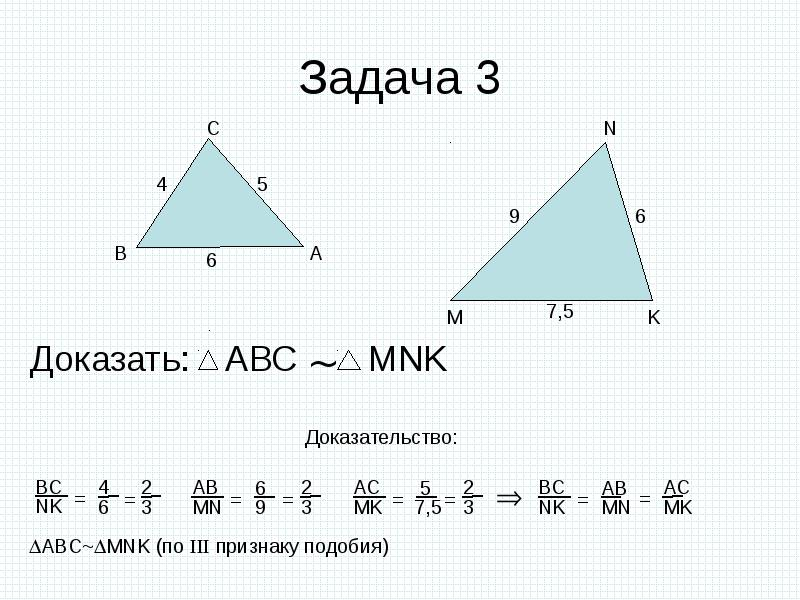 Задача 3
C N
4 5
9 6
B 6 A
M 7,5 K
Доказать: △ ABC ~ △ MNK
Доказательство:
BC/NK = 4/6 = 2/3 AB/MN = 6/9 = 2/3 AC/MK = 5/7,5 = 2/3 ⇒ BC/NK = AB/MN = AC/MK
∆ABC~∆MNK (по III признаку подобия)